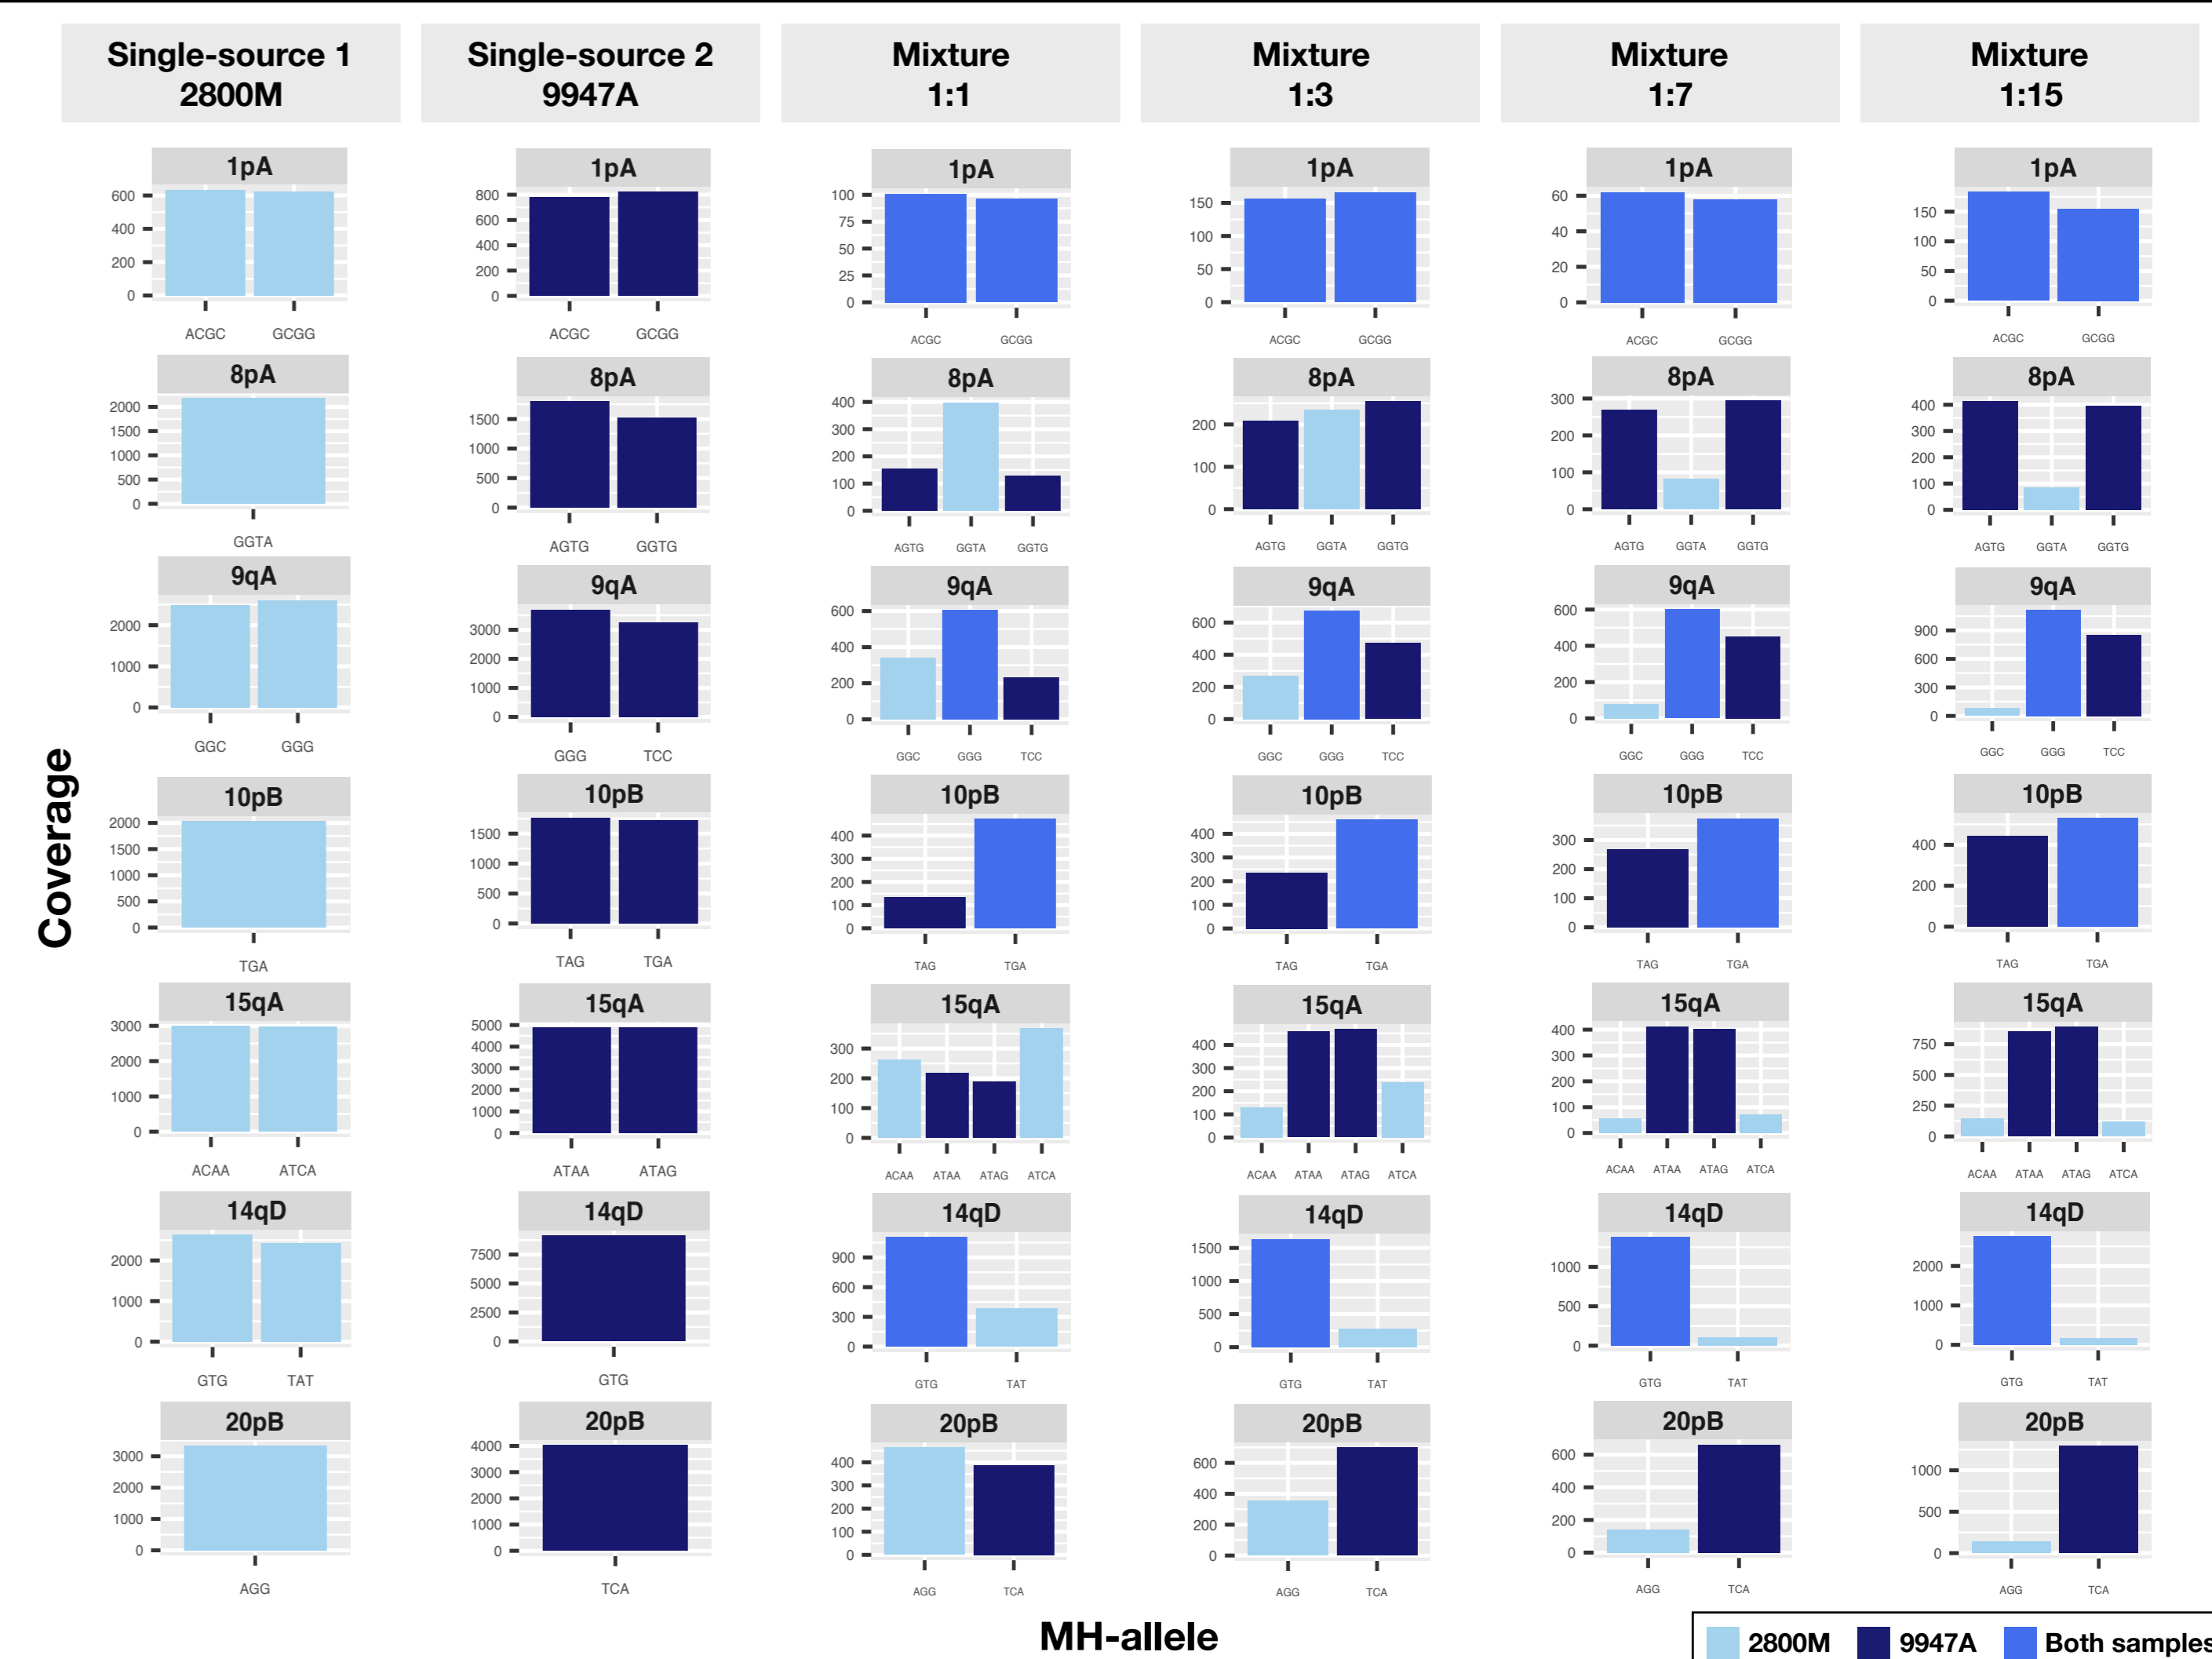 Single-source 1
2800M
Single-source 2
9947A
Mixture
1:1
Mixture
1:3
Mixture
1:7
Mixture
1:15
1pA
600
400
200
0
ACGC GCGG
1pA
800
600
400
200
0
ACGC GCGG
1pA
100
75
50
25
0
ACGC GCGG
1pA
150
100
50
0
ACGC GCGG
1pA
60
40
20
0
ACGC GCGG
1pA
150
100
50
0
ACGC GCGG
8pA
2000
1500
1000
500
0
GGTA
8pA
1500
1000
500
0
AGTG GGTG
8pA
400
300
200
100
0
AGTG GGTA GGTG
8pA
200
100
0
AGTG GGTA GGTG
8pA
300
200
100
0
AGTG GGTA GGTG
8pA
400
300
200
100
0
AGTG GGTA GGTG
9qA
2000
1000
0
GGC GGG
9qA
3000
2000
1000
0
GGG TCC
9qA
600
400
200
0
GGC GGG TCC
9qA
600
400
200
0
GGC GGG TCC
9qA
600
400
200
0
GGC GGG TCC
9qA
900
600
300
0
GGC GGG TCC
Coverage
10pB
2000
1500
1000
500
0
TGA
10pB
1500
1000
500
0
TAG TGA
10pB
400
300
200
100
0
TAG TGA
10pB
400
300
200
100
0
TAG TGA
10pB
300
200
100
0
TAG TGA
10pB
400
200
0
TAG TGA
15qA
3000
2000
1000
0
ACAA ATCA
15qA
5000
4000
3000
2000
1000
0
ATAA ATAG
15qA
300
200
100
0
ACAA ATAA ATAG ATCA
15qA
400
300
200
100
0
ACAA ATAA ATAG ATCA
15qA
400
300
200
100
0
ACAA ATAA ATAG ATCA
15qA
750
500
250
0
ACAA ATAA ATAG ATCA
14qD
2000
1000
0
GTG TAT
14qD
7500
5000
2500
0
GTG
14qD
900
600
300
0
GTG TAT
14qD
1500
1000
500
0
GTG TAT
14qD
1000
500
0
GTG TAT
14qD
2000
1000
0
GTG TAT
20pB
3000
2000
1000
0
AGG
20pB
4000
3000
2000
1000
0
TCA
20pB
400
300
200
100
0
AGG TCA
20pB
600
400
200
0
AGG TCA
20pB
600
400
200
0
AGG TCA
20pB
1000
500
0
AGG TCA
MH-allele
2800M 9947A Both samples